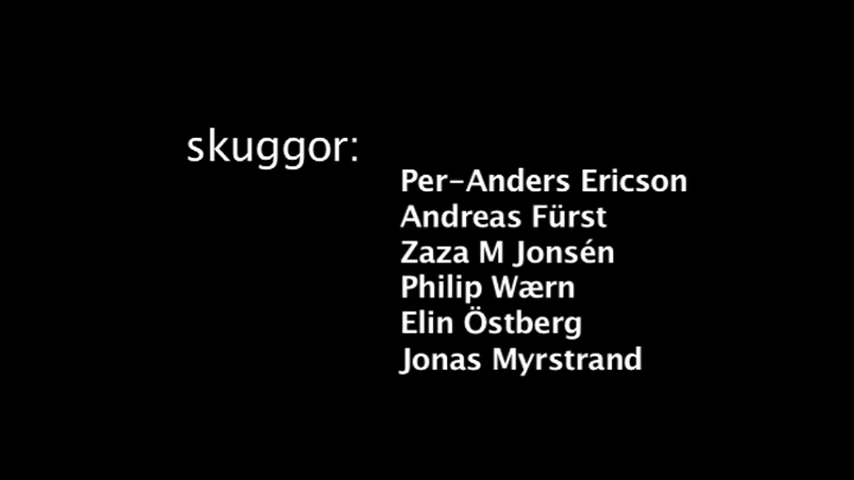 skuggor:
Per-Anders Ericson
Andreas Fürst
Zaza M Jonsén
Philip Wærn
Elin Östberg
Jonas Myrstrand